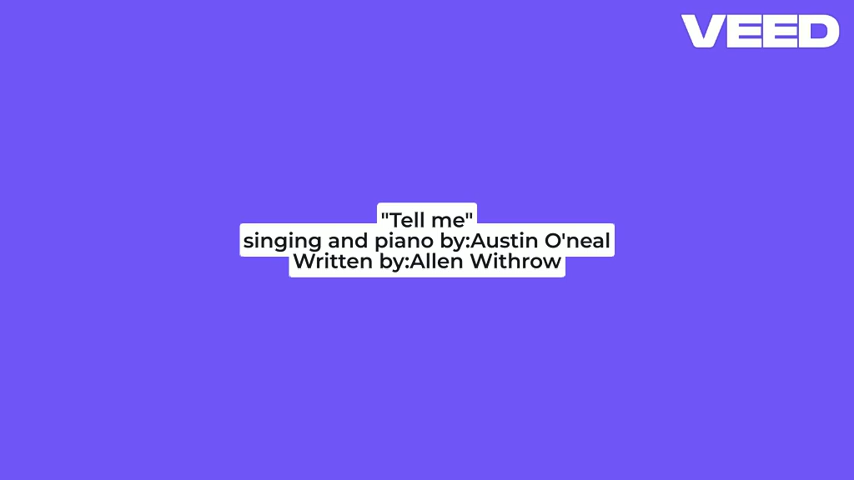 VEED
"Tell me"
singing and piano by:Austin O'neal
Written by:Allen Withrow